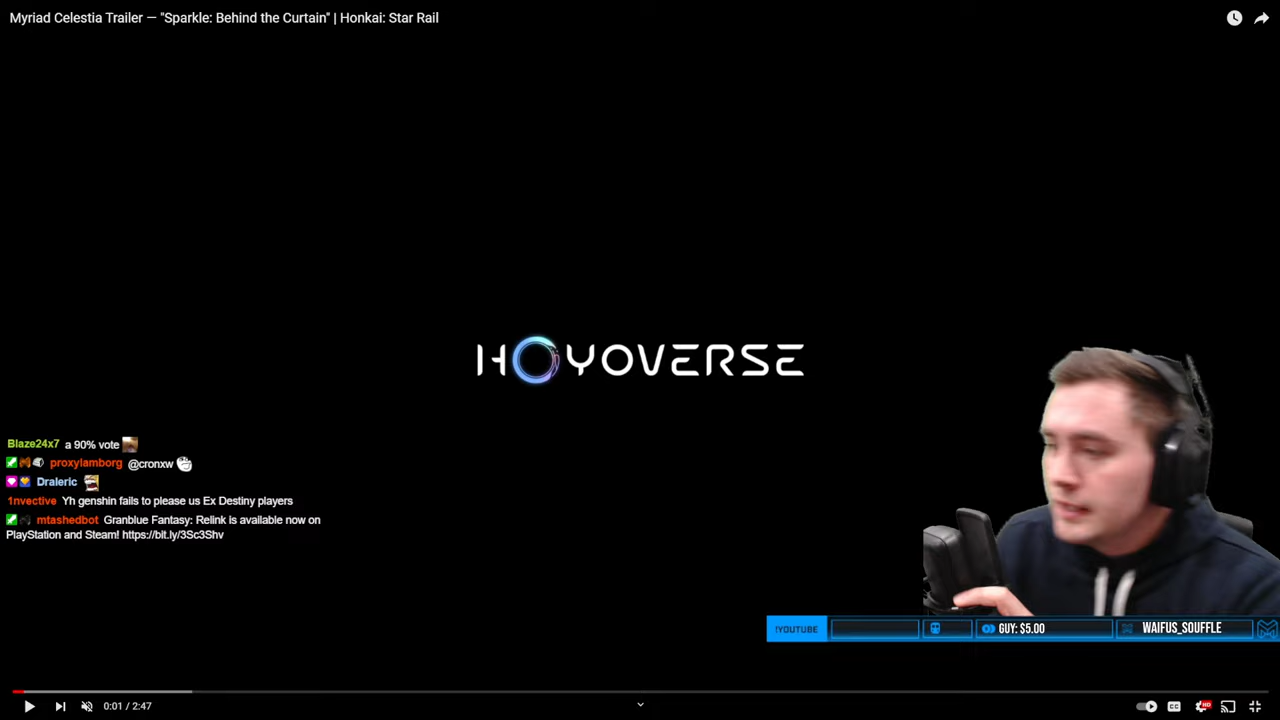 Myriad Celestia Trailer — "Sparkle: Behind the Curtain" | Honkai: Star Rail
HOYOVERSE
Blaze24x7 a 90% vote
proxylamborg @cronxw
Draleric
1nvective Yh genshin fails to please us Ex Destiny players
mtashedbot Granblue Fantasy: Relink is available now on
PlayStation and Steam! https://bit.ly/3Sc3Shv
!YOUTUBE
GUY: $5.00
WAIFUS_SOUFFLE
0:01 / 2:47
CC
HD